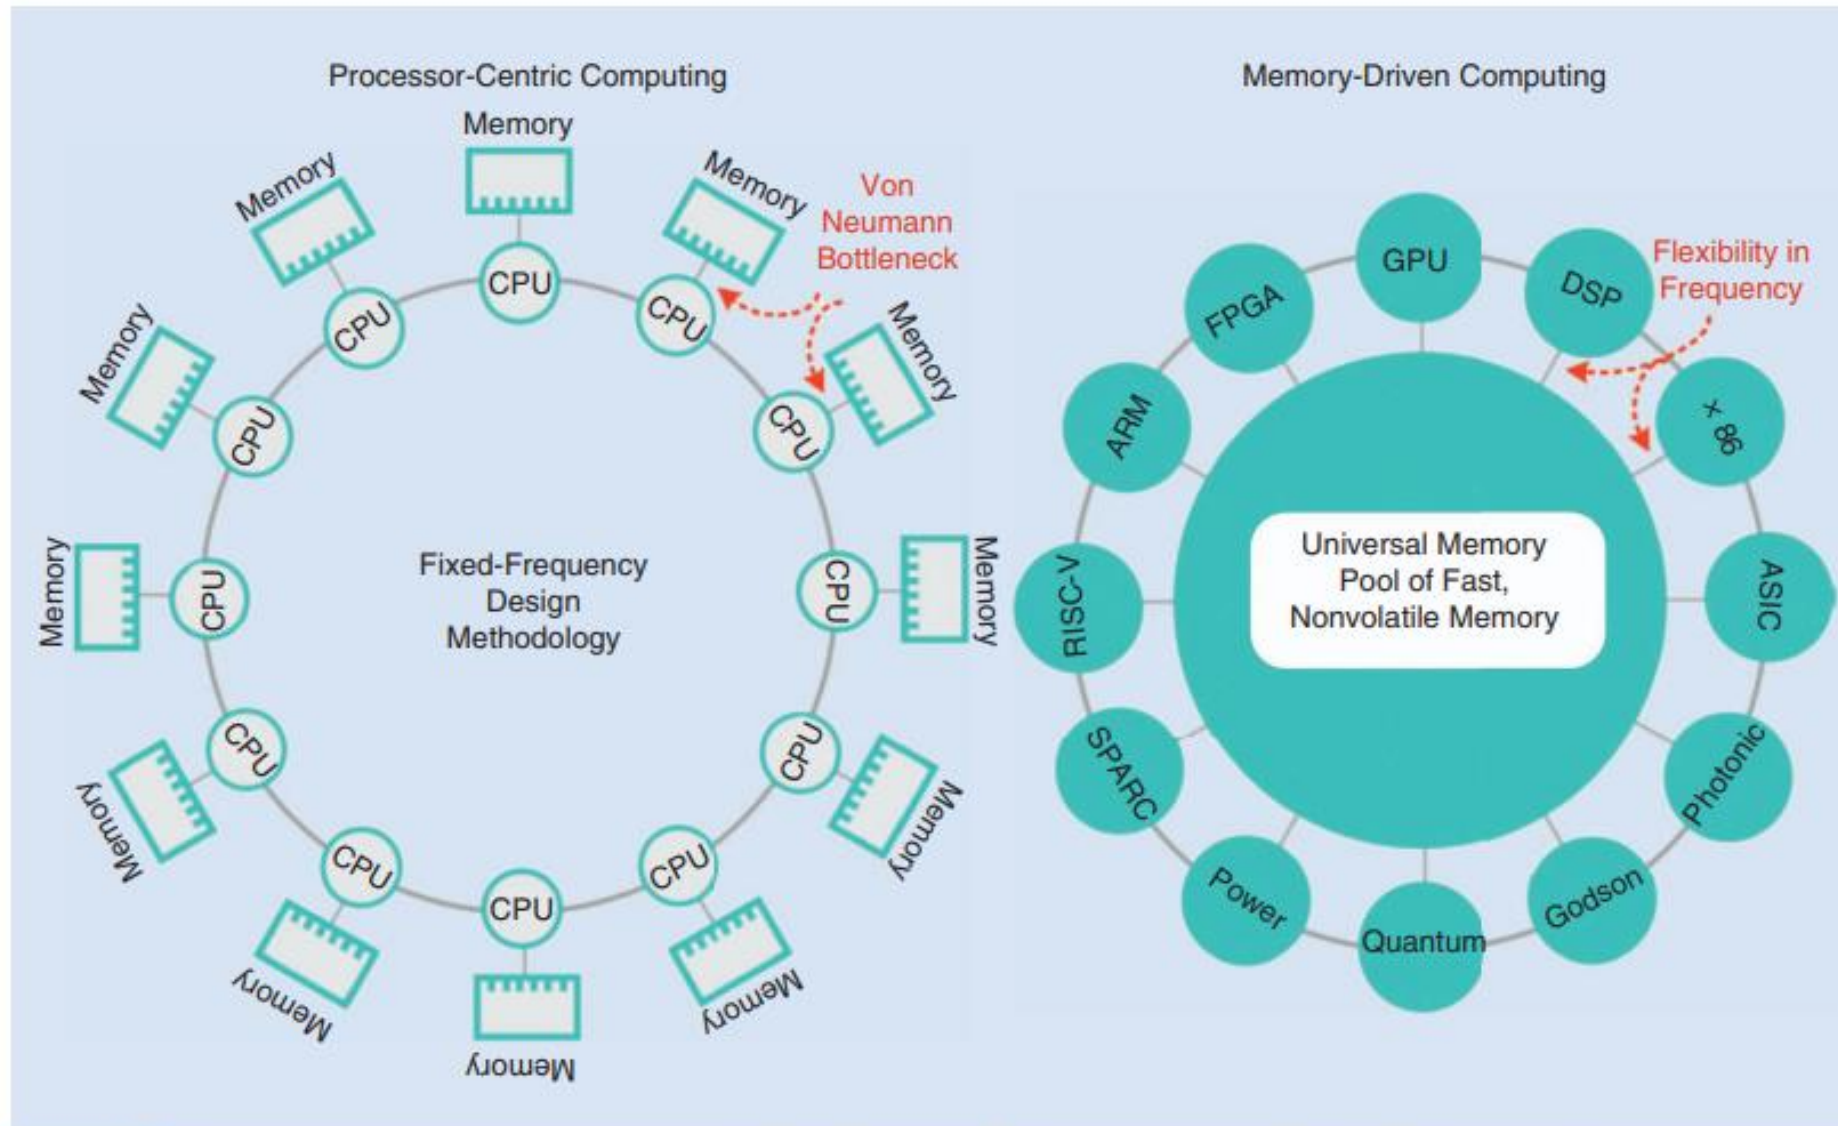 Processor-Centric Computing
Memory
Memory
Memory
Memory
Memory
Memory
Memory
Memory
Memory
Memory
Memory
Memory
CPU
CPU
CPU
CPU
CPU
CPU
CPU
CPU
CPU
CPU
CPU
CPU
Von
Neumann
Bottleneck
Fixed-Frequency
Design
Methodology
Memory-Driven Computing
GPU
DSP
× 86
ASIC
Photonic
Godson
Quantum
Power
SPARC
RISC-V
ARM
FPGA
Flexibility in
Frequency
Universal Memory
Pool of Fast,
Nonvolatile Memory